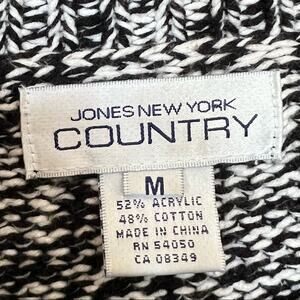 JONES NEW YORK
COUNTRY
M
52% ACRYLIC
48% COTTON
MADE IN CHINA
RN 54050
CA 08349